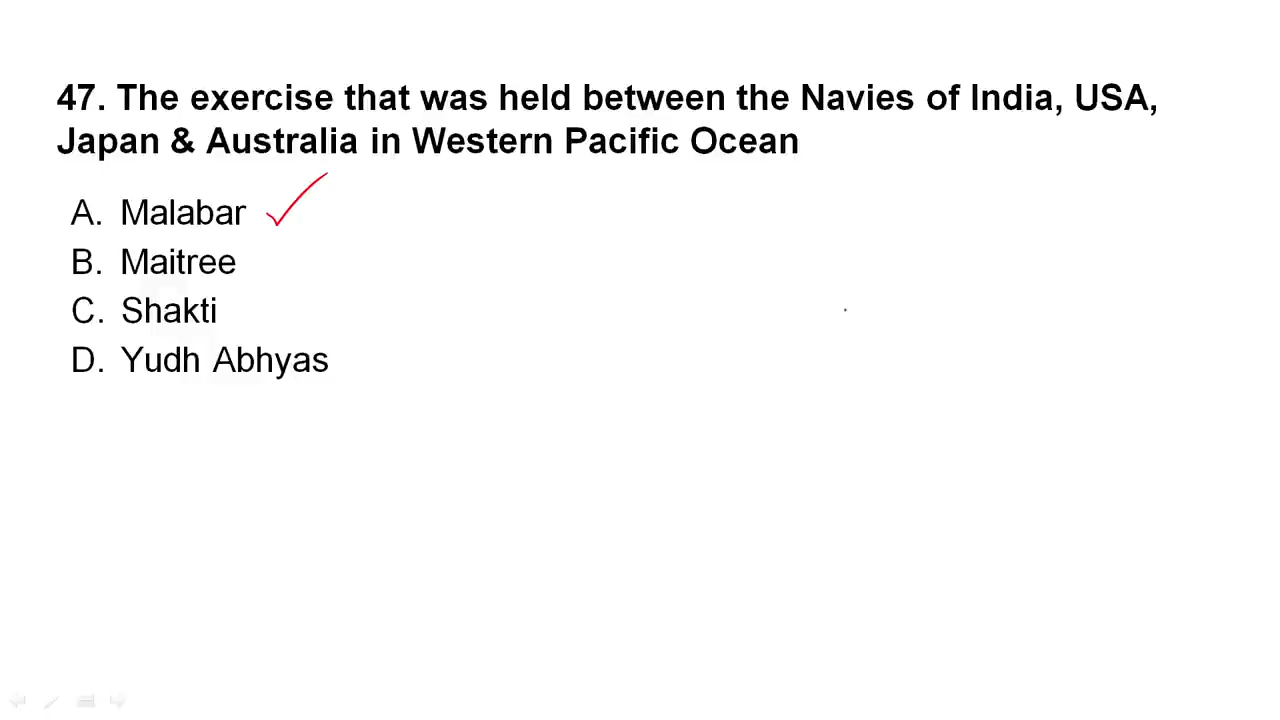 47. The exercise that was held between the Navies of India, USA,
Japan & Australia in Western Pacific Ocean
A. Malabar
B. Maitree
C. Shakti
D. Yudh Abhyas